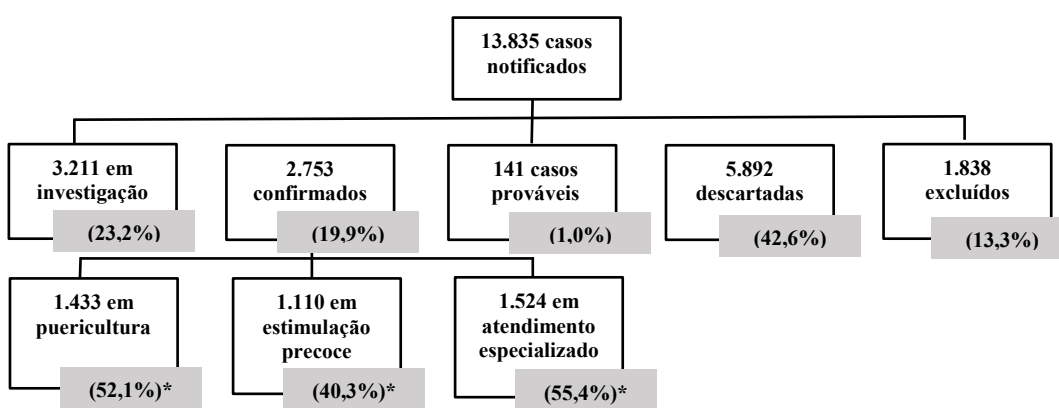 13.835 casos
notificados
3.211 em
investigação
(23,2%)
2.753
confirmados
(19,9%)
141 casos
prováveis
(1,0%)
5.892
descartadas
(42,6%)
1.838
excluídos
(13,3%)
1.433 em
puericultura
(52,1%)*
1.110 em
estimulação
precoce
(40,3%)*
1.524 em
atendimento
especializado
(55,4%)*